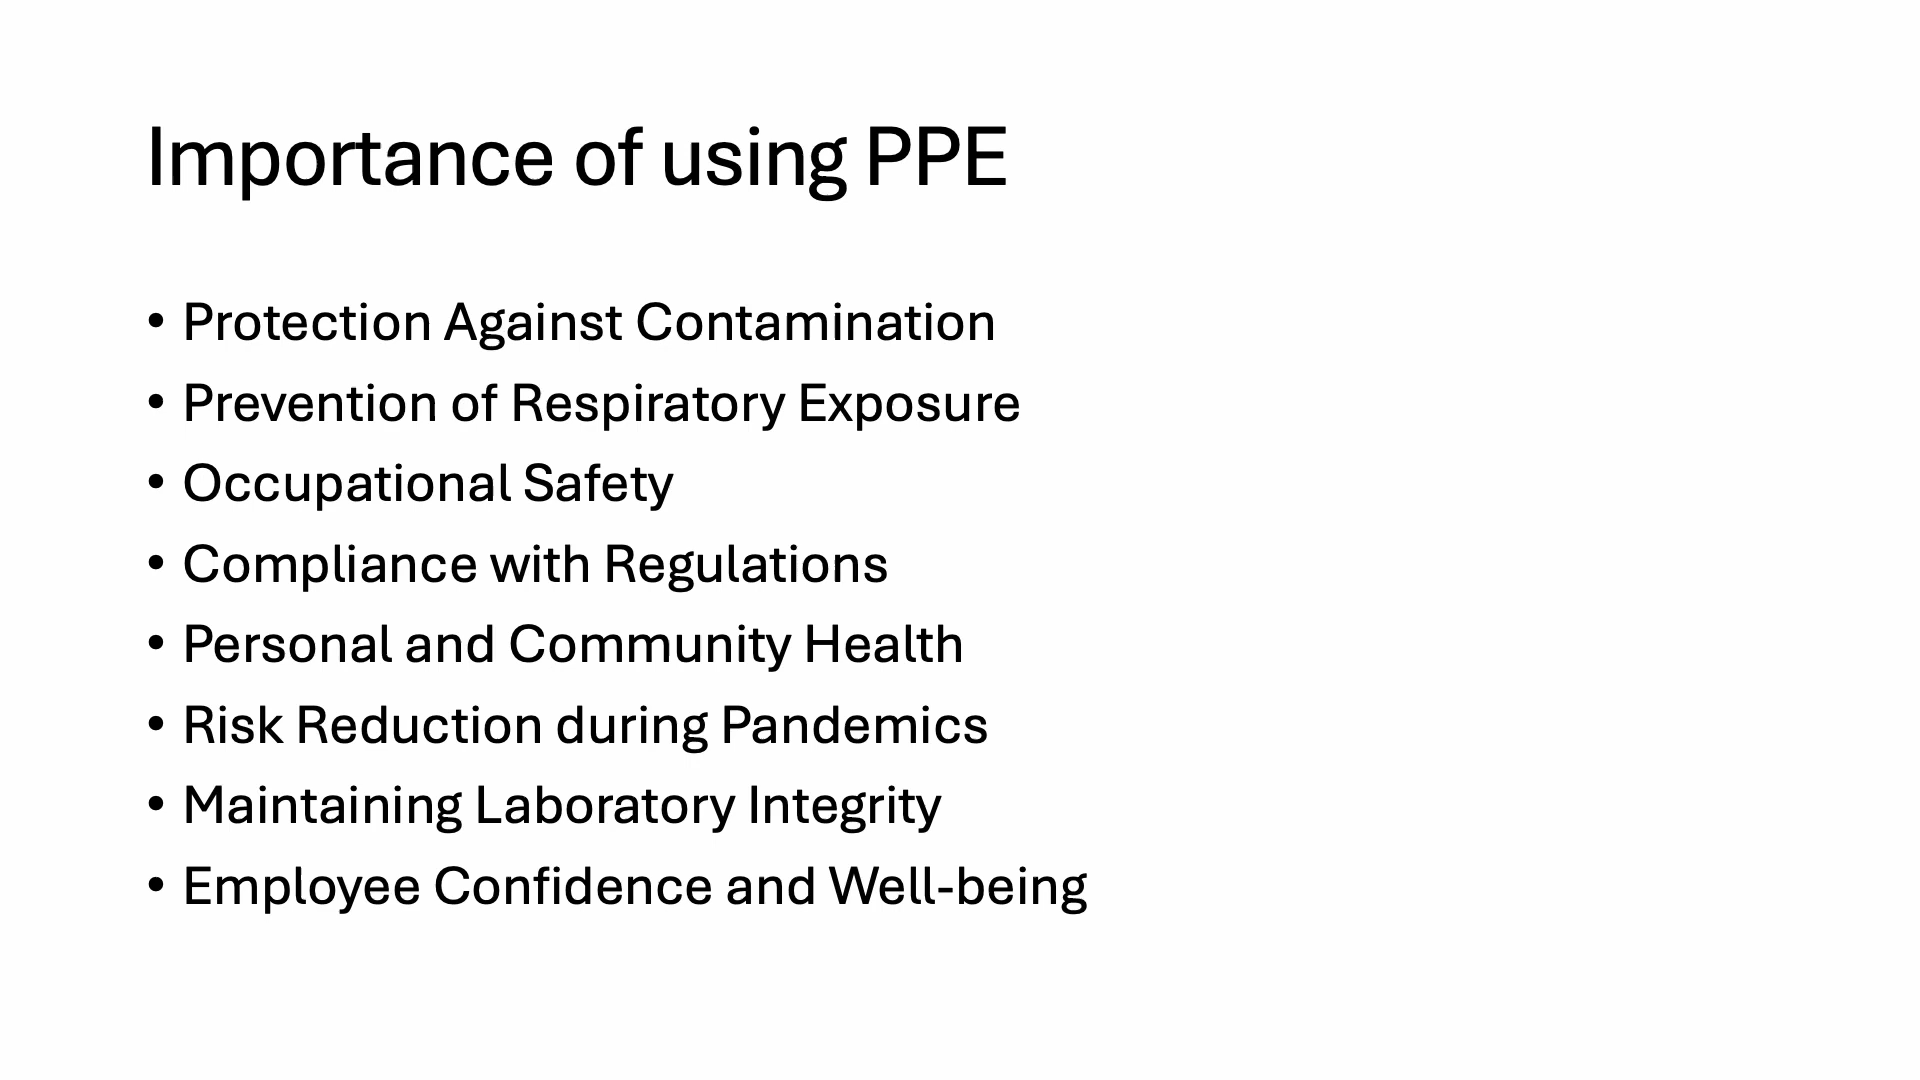 Importance of using PPE
• Protection Against Contamination
• Prevention of Respiratory Exposure
• Occupational Safety
• Compliance with Regulations
• Personal and Community Health
• Risk Reduction during Pandemics
• Maintaining Laboratory Integrity
• Employee Confidence and Well-being